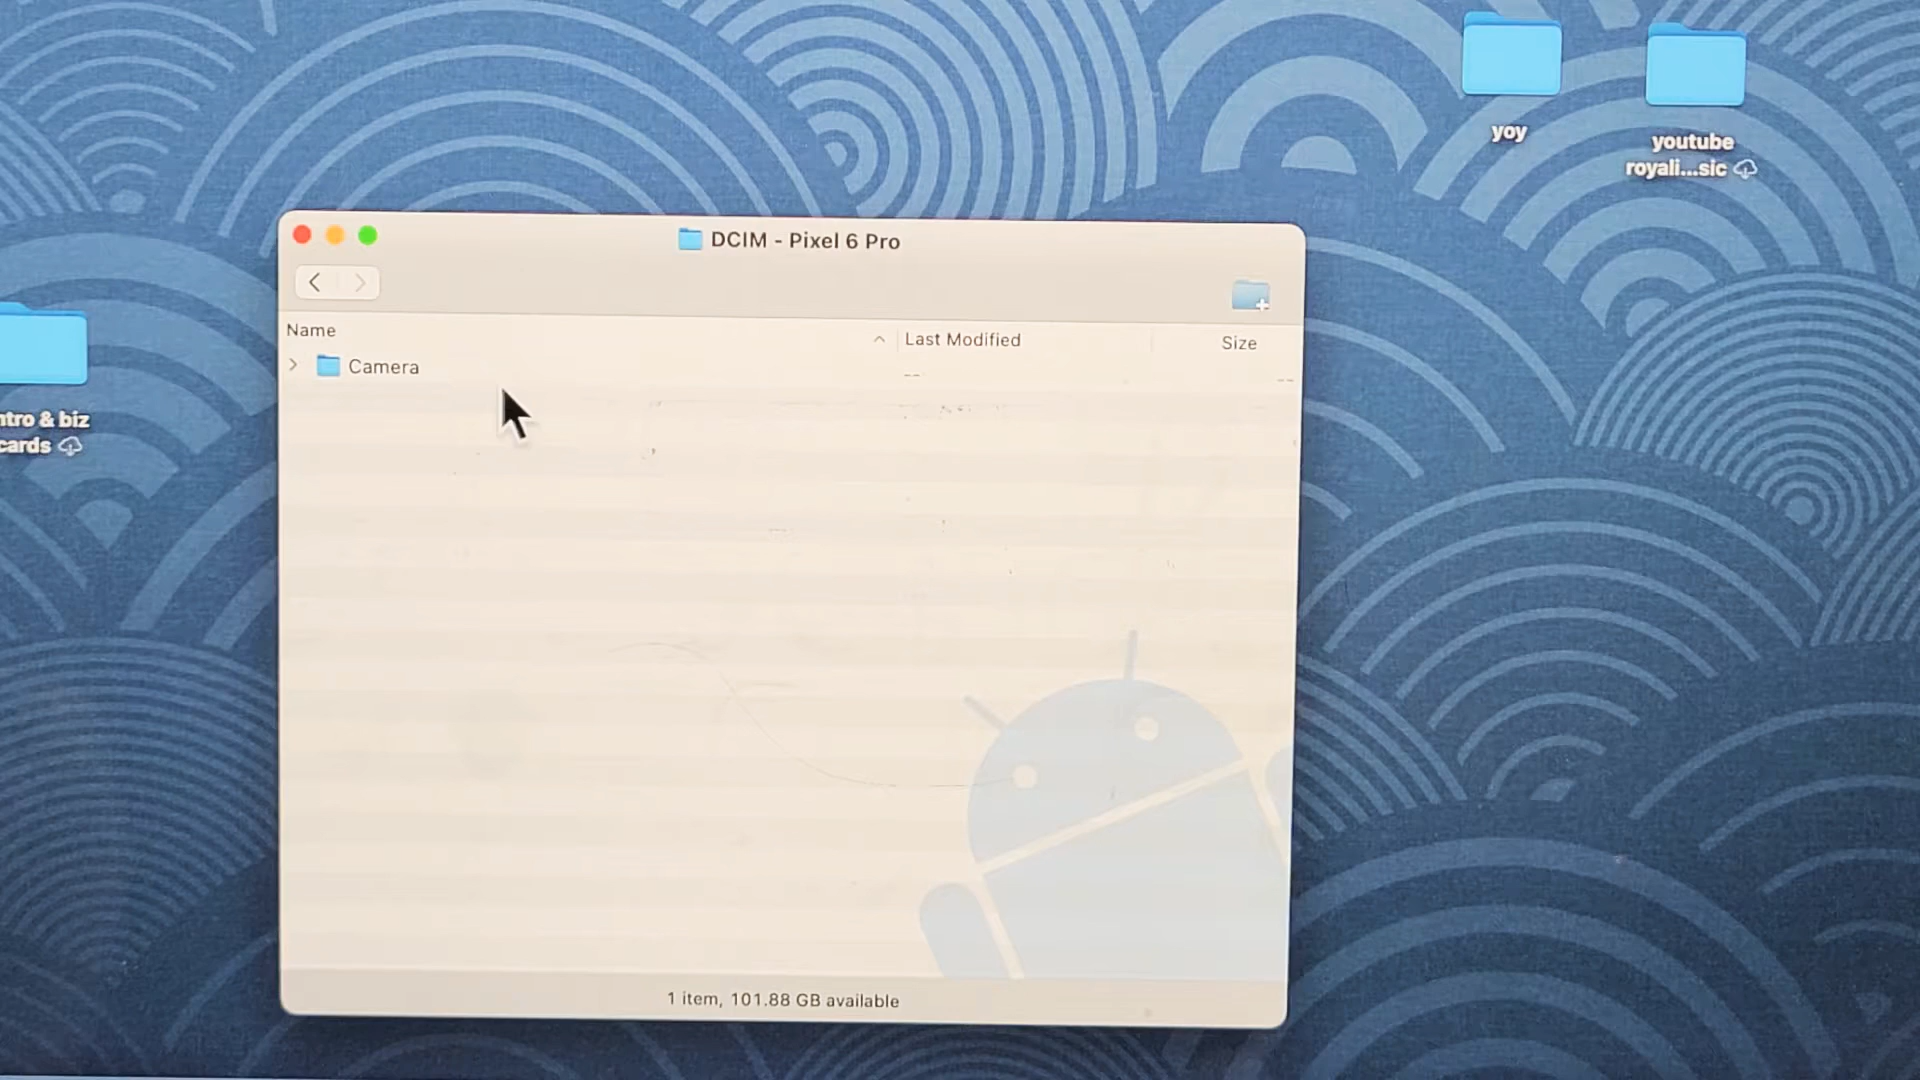 yoy
youtube
royali...sic
DCIM - Pixel 6 Pro
Name
Last Modified
Size
Camera
--
--
ntro & biz
cards
1 item, 101.88 GB available